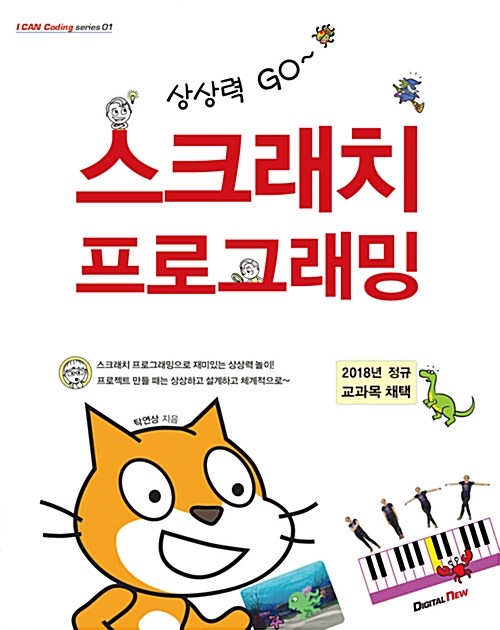 I CAN Coding series 01
상상력 GO~
스크래치
프로그래밍
스크래치 프로그래밍으로 재미있는 상상력 놀이!
프로젝트 만들 때는 상상하고 설계하고 체계적으로~
2018년 정규
교과목 채택
탁연상 지음
DIGITAL NEW